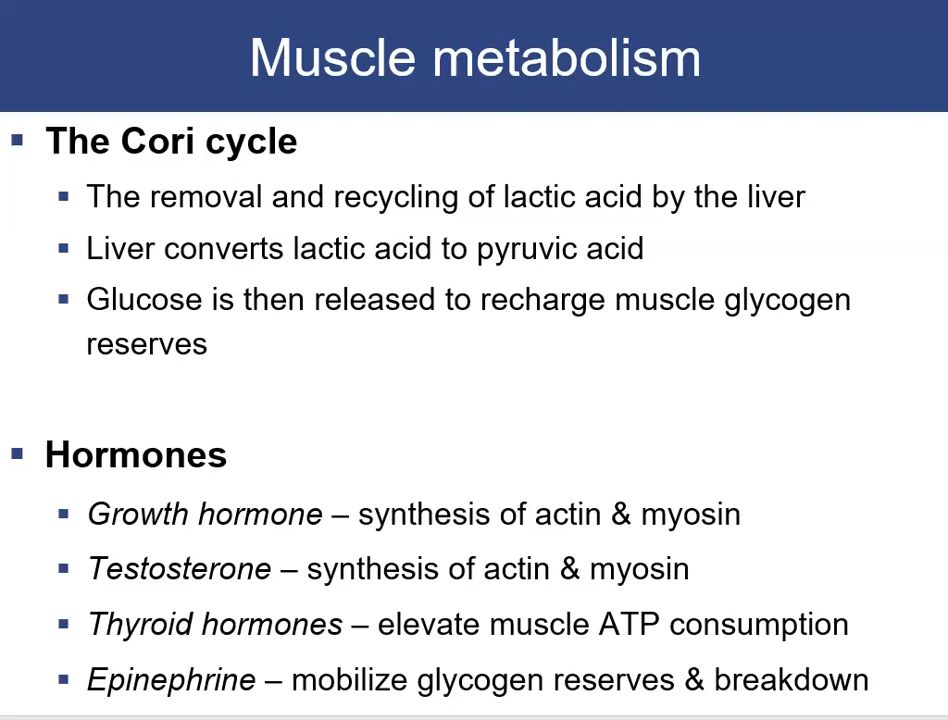 Muscle metabolism
The Cori cycle
The removal and recycling of lactic acid by the liver
Liver converts lactic acid to pyruvic acid
Glucose is then released to recharge muscle glycogen
reserves
Hormones
Growth hormone – synthesis of actin & myosin
Testosterone – synthesis of actin & myosin
Thyroid hormones – elevate muscle ATP consumption
Epinephrine – mobilize glycogen reserves & breakdown